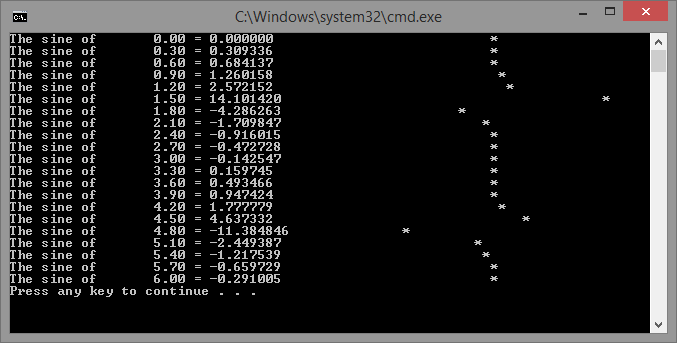 C:\Windows\system32\cmd.exe
The sine of 0.00 = 0.000000 *
The sine of 0.30 = 0.309336 *
The sine of 0.60 = 0.684137 *
The sine of 0.90 = 1.260158 *
The sine of 1.20 = 2.572152 *
The sine of 1.50 = 14.101420 *
The sine of 1.80 = -4.286263 *
The sine of 2.10 = -1.709847 *
The sine of 2.40 = -0.916015 *
The sine of 2.70 = -0.472728 *
The sine of 3.00 = -0.142547 *
The sine of 3.30 = 0.159745 *
The sine of 3.60 = 0.493466 *
The sine of 3.90 = 0.947424 *
The sine of 4.20 = 1.777779 *
The sine of 4.50 = 4.637332 *
The sine of 4.80 = -11.384846 *
The sine of 5.10 = -2.449387 *
The sine of 5.40 = -1.217539 *
The sine of 5.70 = -0.659729 *
The sine of 6.00 = -0.291005 *
Press any key to continue . . .